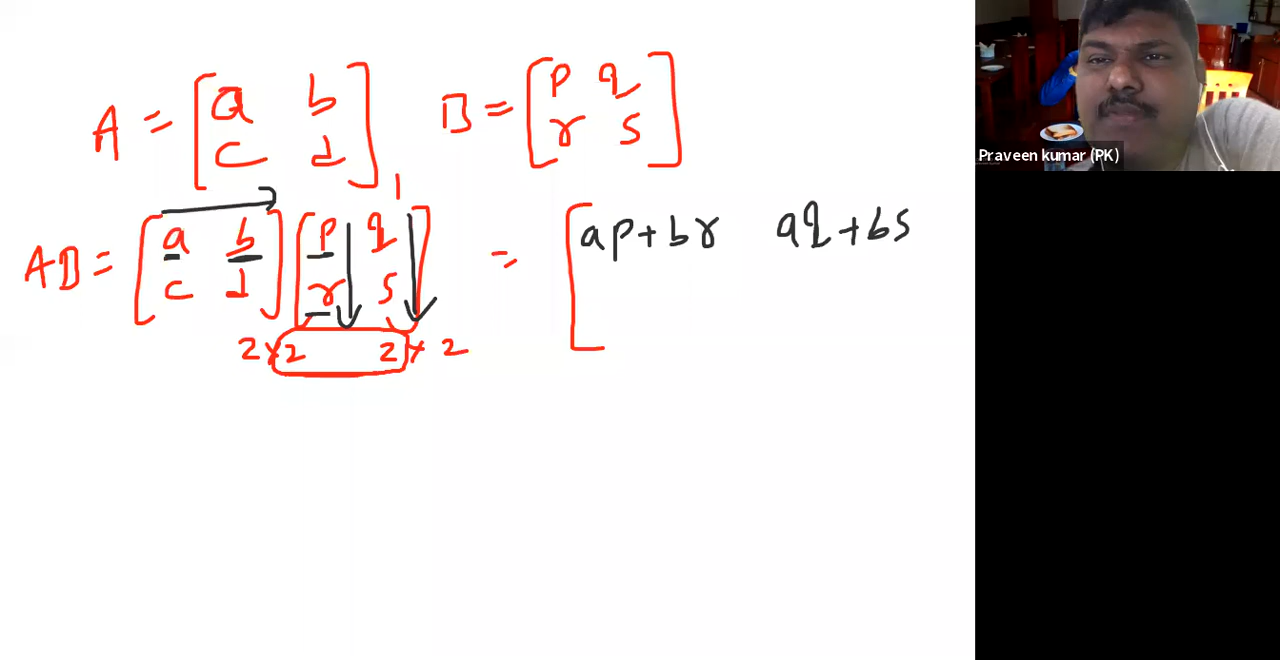 A = [a b B = [p q
c d] r s]
AB = [a b [p q = [ap+br aq+bs
c d] r s]
2×2 2×2
Praveen kumar (PK)